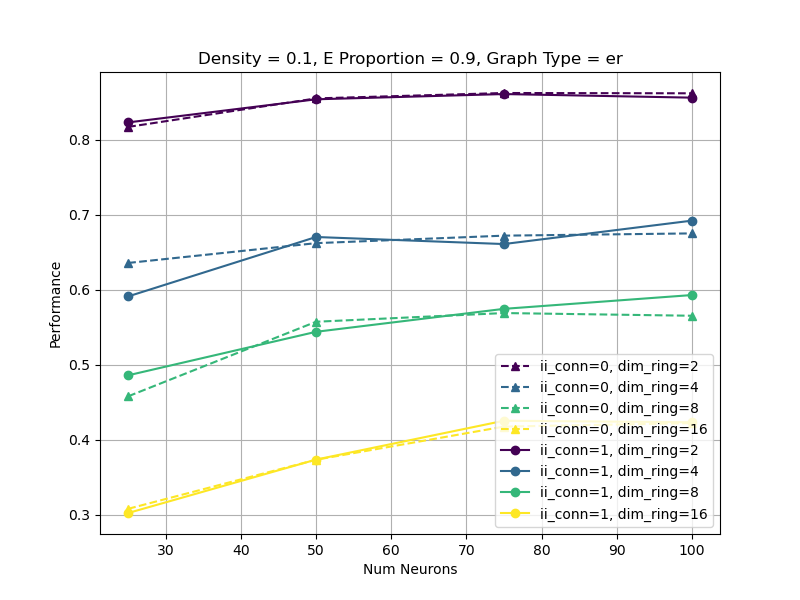 Density = 0.1, E Proportion = 0.9, Graph Type = er
Performance
0.8
0.7
0.6
0.5
0.4
0.3
ii_conn=0, dim_ring=2
ii_conn=0, dim_ring=4
ii_conn=0, dim_ring=8
ii_conn=0, dim_ring=16
ii_conn=1, dim_ring=2
ii_conn=1, dim_ring=4
ii_conn=1, dim_ring=8
ii_conn=1, dim_ring=16
30 40 50 60 70 80 90 100
Num Neurons